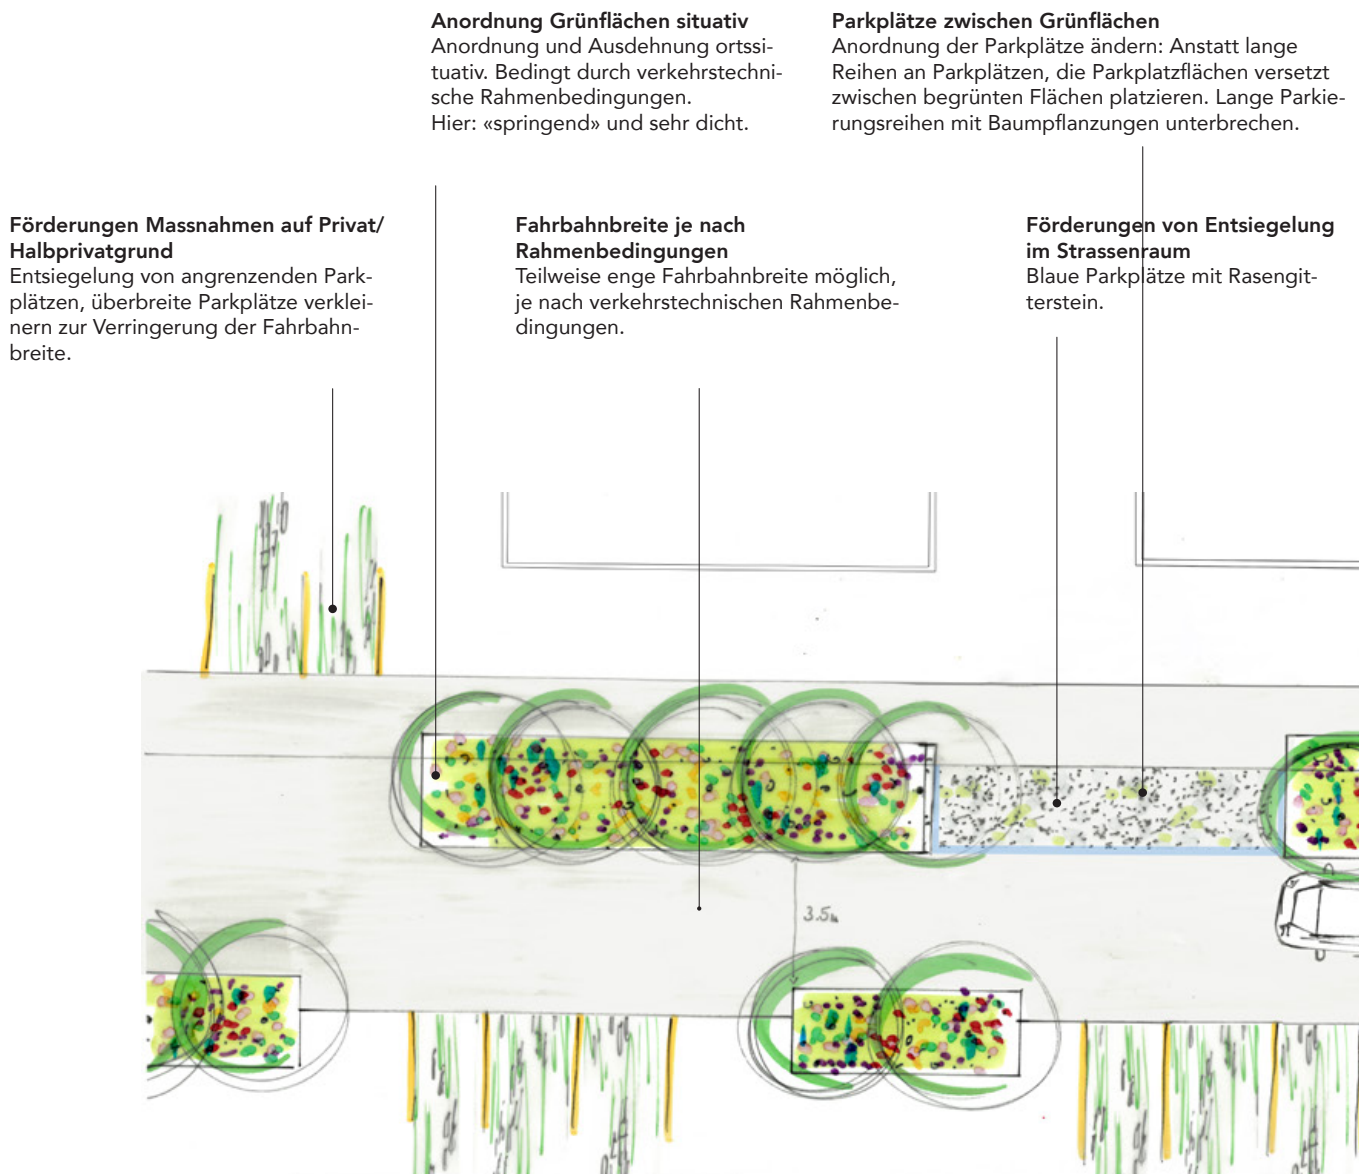 Anordnung Grünflächen situativ
Anordnung und Ausdehnung ortssi-
tuativ. Bedingt durch verkehrstechni-
sche Rahmenbedingungen.
Hier: «springend» und sehr dicht.
Parkplätze zwischen Grünflächen
Anordnung der Parkplätze ändern: Anstatt lange
Reihen an Parkplätzen, die Parkplatzflächen versetzt
zwischen begrünten Flächen platzieren. Lange Parkie-
rungsreihen mit Baumpflanzungen unterbrechen.
Förderungen Massnahmen auf Privat/
Halbprivatgrund
Entsiegelung von angrenzenden Park-
plätzen, überbreite Parkplätze verklei-
nern zur Verringerung der Fahrbahn-
breite.
Fahrbahnbreite je nach
Rahmenbedingungen
Teilweise enge Fahrbahnbreite möglich,
je nach verkehrstechnischen Rahmenbe-
dingungen.
Förderungen von Entsiegelung
im Strassenraum
Blaue Parkplätze mit Rasengit-
terstein.
3.5m